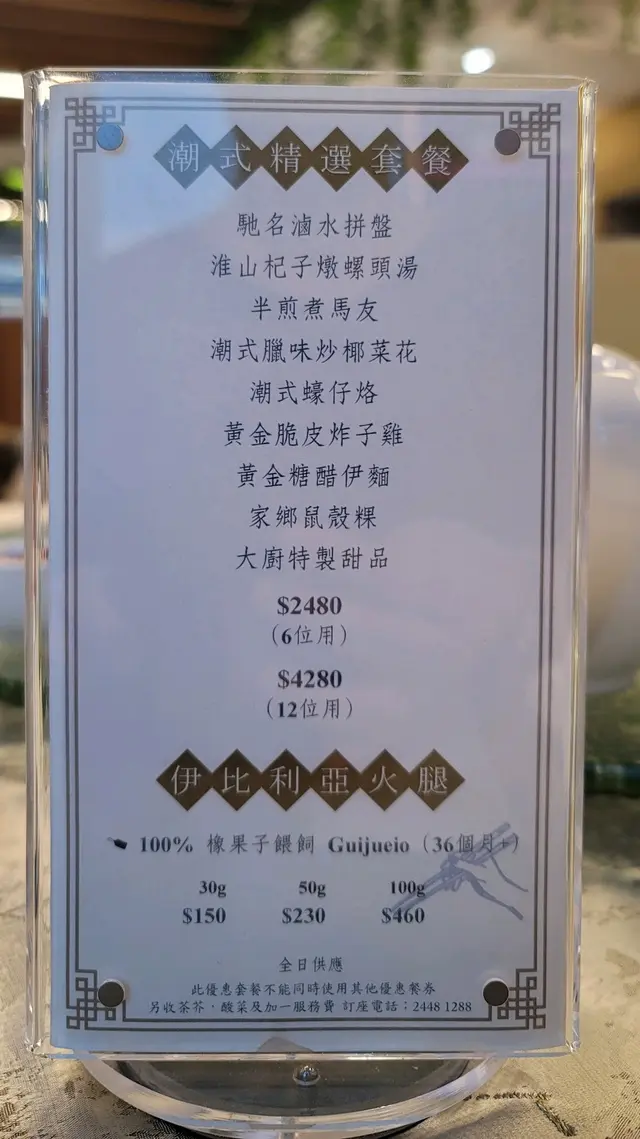 潮式精選套餐
馳名滷水拼盤
淮山杞子燉螺頭湯
半煎煮馬友
潮式臘味炒椰菜花
潮式蠔仔烙
黃金脆皮炸子雞
黃金糖醋伊麵
家鄉鼠殼粿
大廚特製甜品
$2480
(6位用)
$4280
(12位用)
伊比利亞火腿
100% 橡果子餵飼 Guijueio (36個月+)
30g 50g 100g
$150 $230 $460
全日供應
此優惠套餐不能同時使用其他優惠餐券
另收茶芥，酸菜及加一服務費 訂座電話：2448 1288